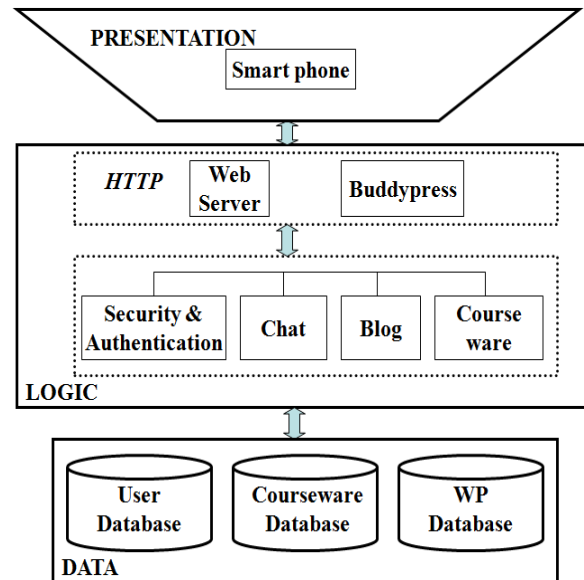 PRESENTATION
Smart phone
HTTP
Web
Server
Buddypress
Security &
Authentication
Chat
Blog
Course
ware
LOGIC
User
Database
Courseware
Database
WP
Database
DATA